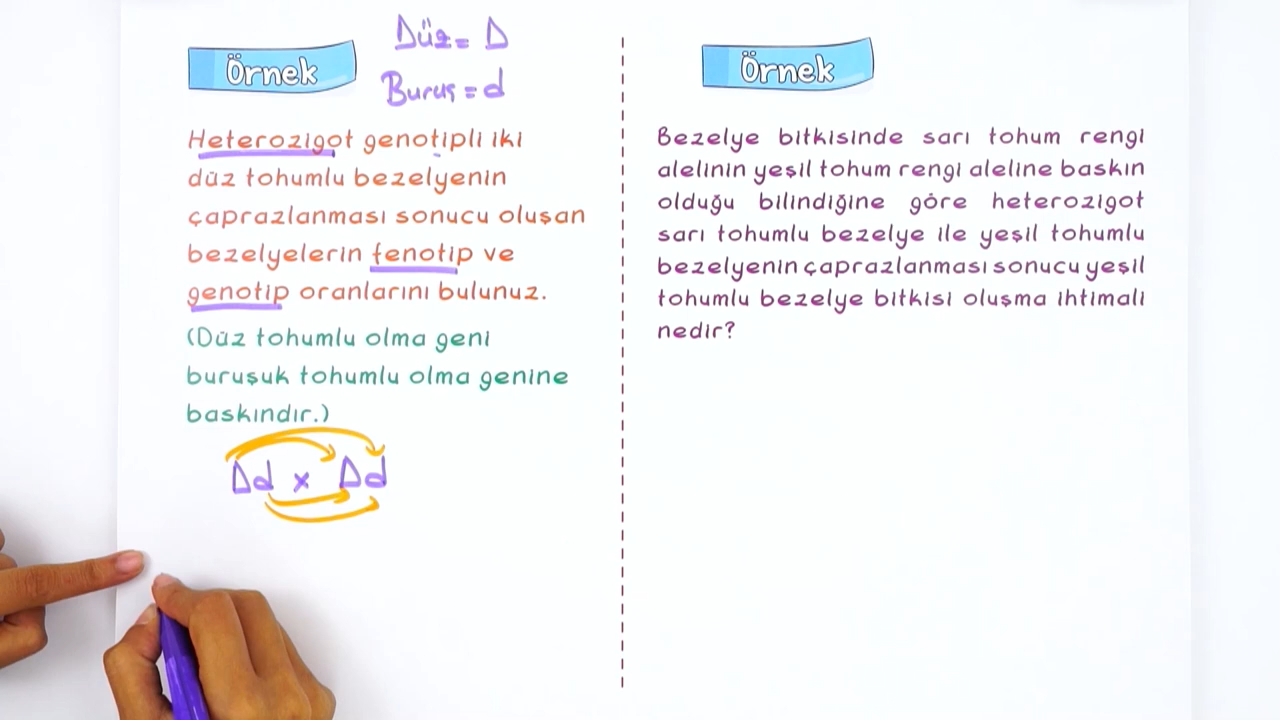 Örnek
Düz = D
Buruş = d
Heterozigot genotipli iki
düz tohumlu bezelyenin
çaprazlanması sonucu oluşan
bezelyelerin fenotip ve
genotip oranlarını bulunuz.
(Düz tohumlu olma geni
buruşuk tohumlu olma genine
baskındır.)
Dd x Dd
Örnek
Bezelye bitkisinde sarı tohum rengi
alelinin yeşil tohum rengi aleline baskın
olduğu bilindiğine göre heterozigot
sarı tohumlu bezelye ile yeşil tohumlu
bezelyenin çaprazlanması sonucu yeşil
tohumlu bezelye bitkisi oluşma ihtimali
nedir?